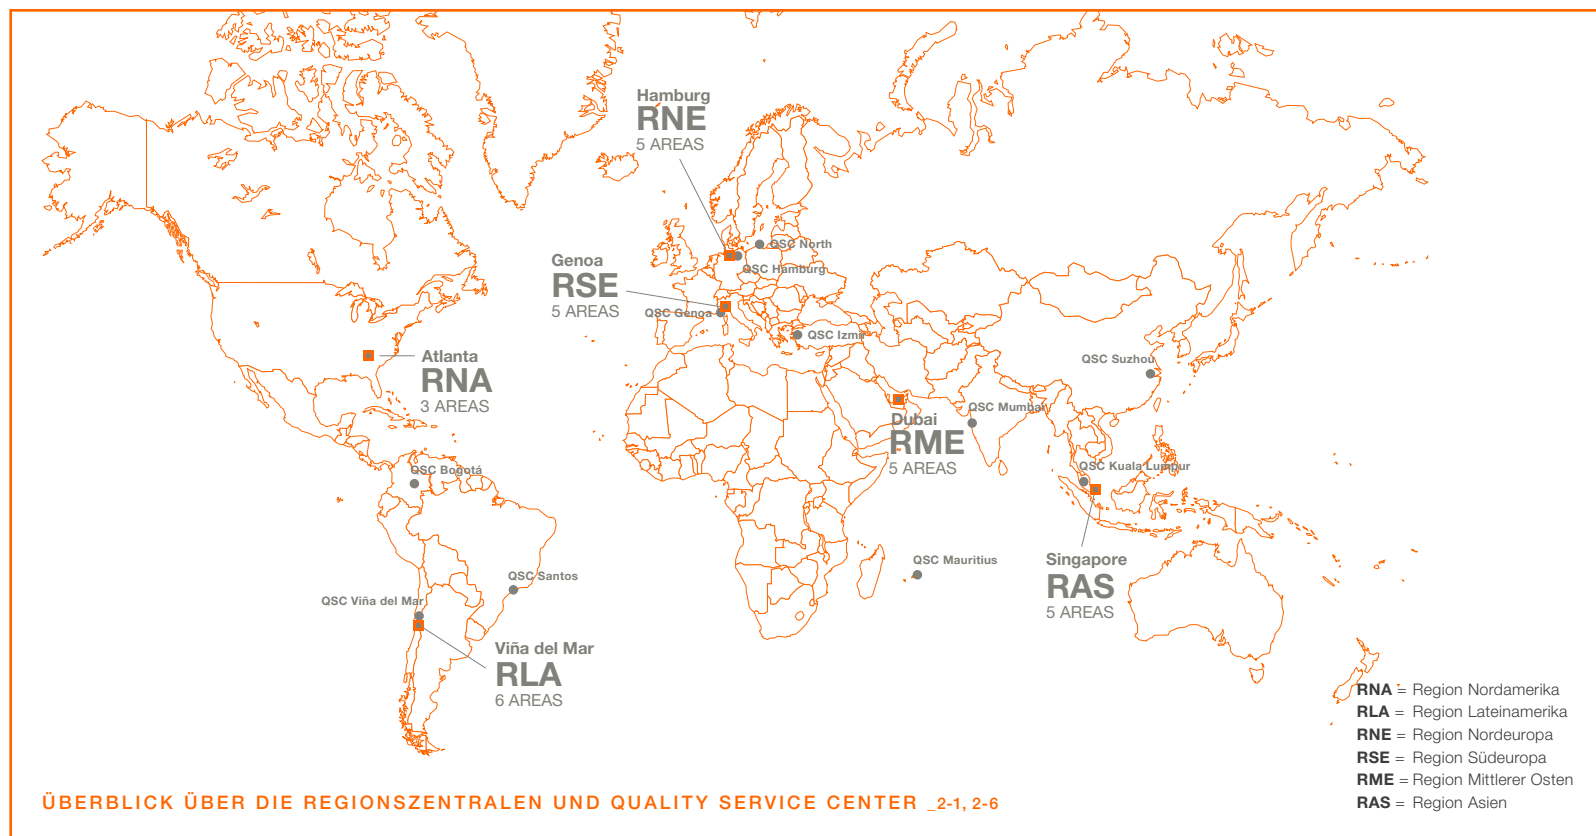 Hamburg
RNE
5 AREAS
QSC North
QSC Hamburg
Genoa
RSE
5 AREAS
QSC Genoa
QSC Izmir
Atlanta
RNA
3 AREAS
QSC Suzhou
QSC Mumbai
Dubai
RME
5 AREAS
QSC Bogotá
QSC Kuala Lumpur
Singapore
RAS
5 AREAS
QSC Mauritius
QSC Santos
QSC Viña del Mar
Viña del Mar
RLA
6 AREAS
RNA = Region Nordamerika
RLA = Region Lateinamerika
RNE = Region Nordeuropa
RSE = Region Südeuropa
RME = Region Mittlerer Osten
RAS = Region Asien
ÜBERBLICK ÜBER DIE REGIONSZENTRALEN UND QUALITY SERVICE CENTER _2-1, 2-6